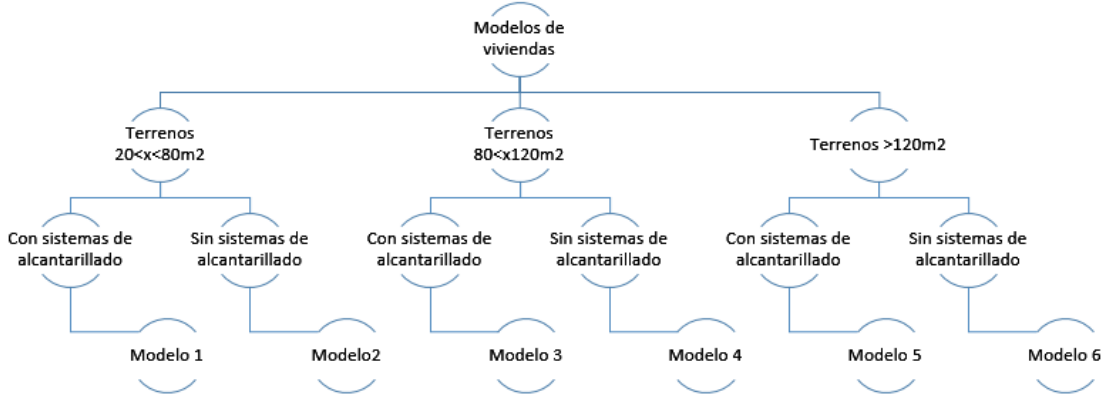 Modelos de
viviendas
Terrenos
20<x<80m2
Terrenos
80<x120m2
Terrenos >120m2
Con sistemas de
alcantarillado
Sin sistemas de
alcantarillado
Con sistemas de
alcantarillado
Sin sistemas de
alcantarillado
Con sistemas de
alcantarillado
Sin sistemas de
alcantarillado
Modelo 1
Modelo2
Modelo 3
Modelo 4
Modelo 5
Modelo 6